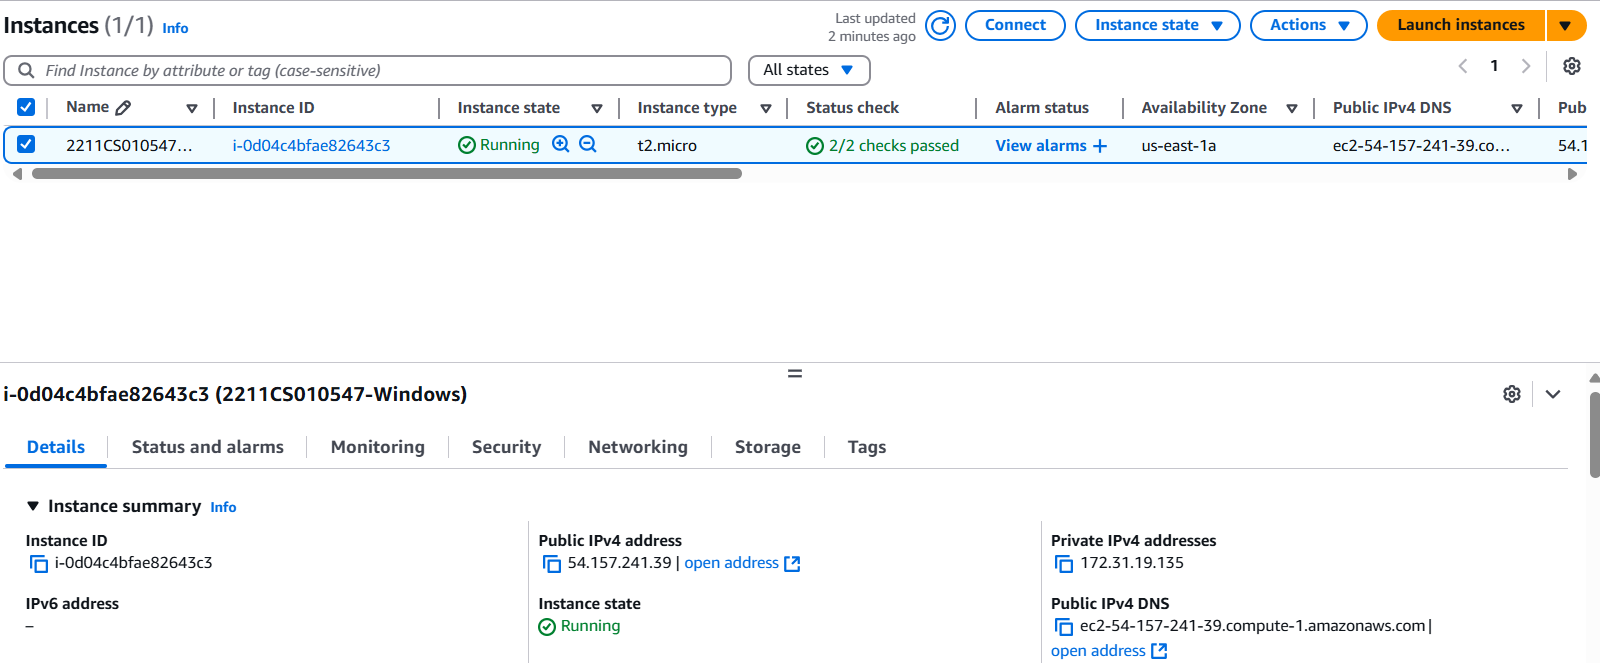 Instances (1/1) Info
Last updated
2 minutes ago
Connect
Instance state
Actions
Launch instances
Find Instance by attribute or tag (case-sensitive)
All states
1
Name Instance ID Instance state Instance type Status check Alarm status Availability Zone Public IPv4 DNS Pub
2211CS010547... i-0d04c4bfae82643c3 Running t2.micro 2/2 checks passed View alarms + us-east-1a ec2-54-157-241-39.co... 54.1
i-0d04c4bfae82643c3 (2211CS010547-Windows)
Details Status and alarms Monitoring Security Networking Storage Tags
Instance summary Info
Instance ID
i-0d04c4bfae82643c3
Public IPv4 address
54.157.241.39 | open address
Private IPv4 addresses
172.31.19.135
IPv6 address
–
Instance state
Running
Public IPv4 DNS
ec2-54-157-241-39.compute-1.amazonaws.com |
open address